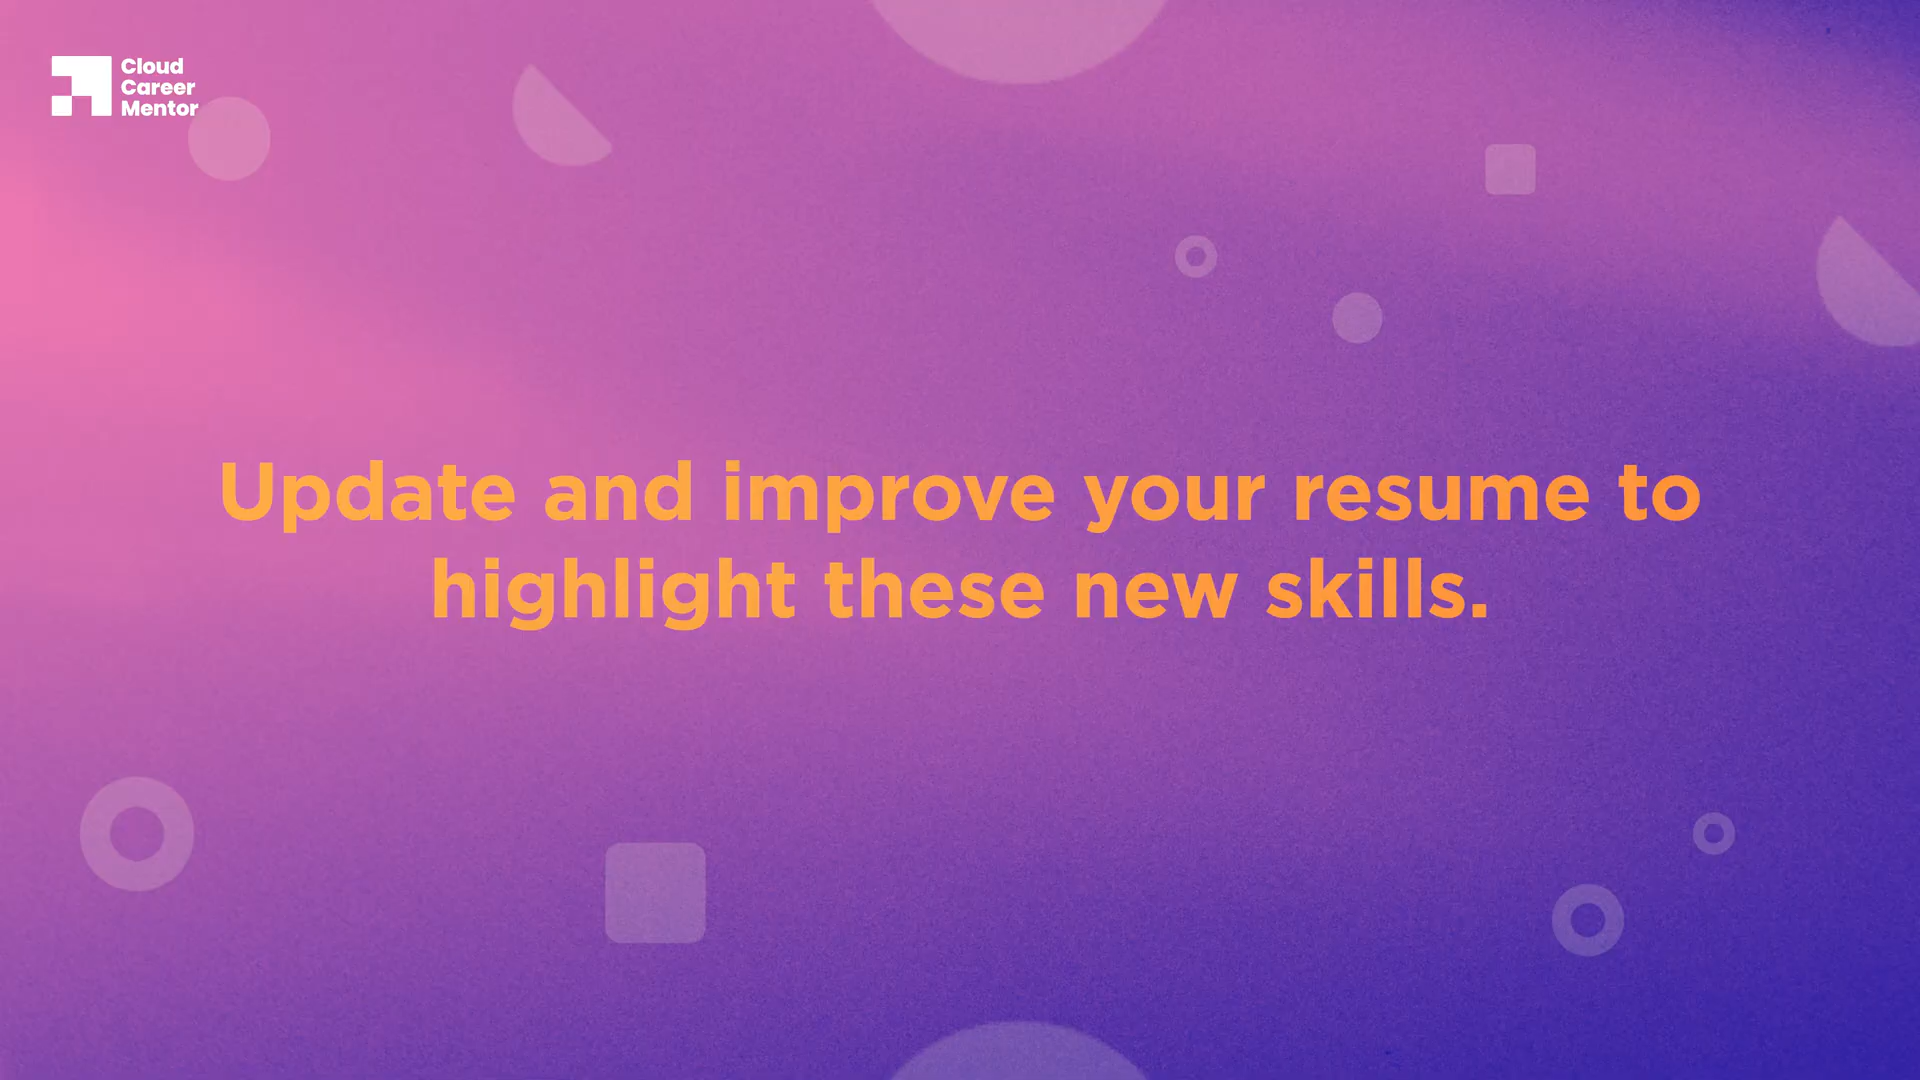 Cloud
Career
Mentor
Update and improve your resume to
highlight these new skills.